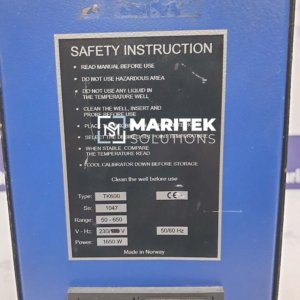 SAFETY INSTRUCTION
READ MANUAL BEFORE USE
DO NOT USE HAZARDOUS AREA
DO NOT USE ANY LIQUID IN
THE TEMPERATURE WELL
CLEAN THE WELL, INSERT AND
PROBE BEFORE USE
MARITEK
SOLUTIONS
WHEN STABLE, COMPARE
THE TEMPERATURE READ
COOL CALIBRATOR DOWN BEFORE STORAGE
Clean the well before use
Type: TK650 CE
Sn: 1047
Range: 50 - 650
V - Hz: 230/ V 50/60 Hz
Power: 1650 W
Made in Norway